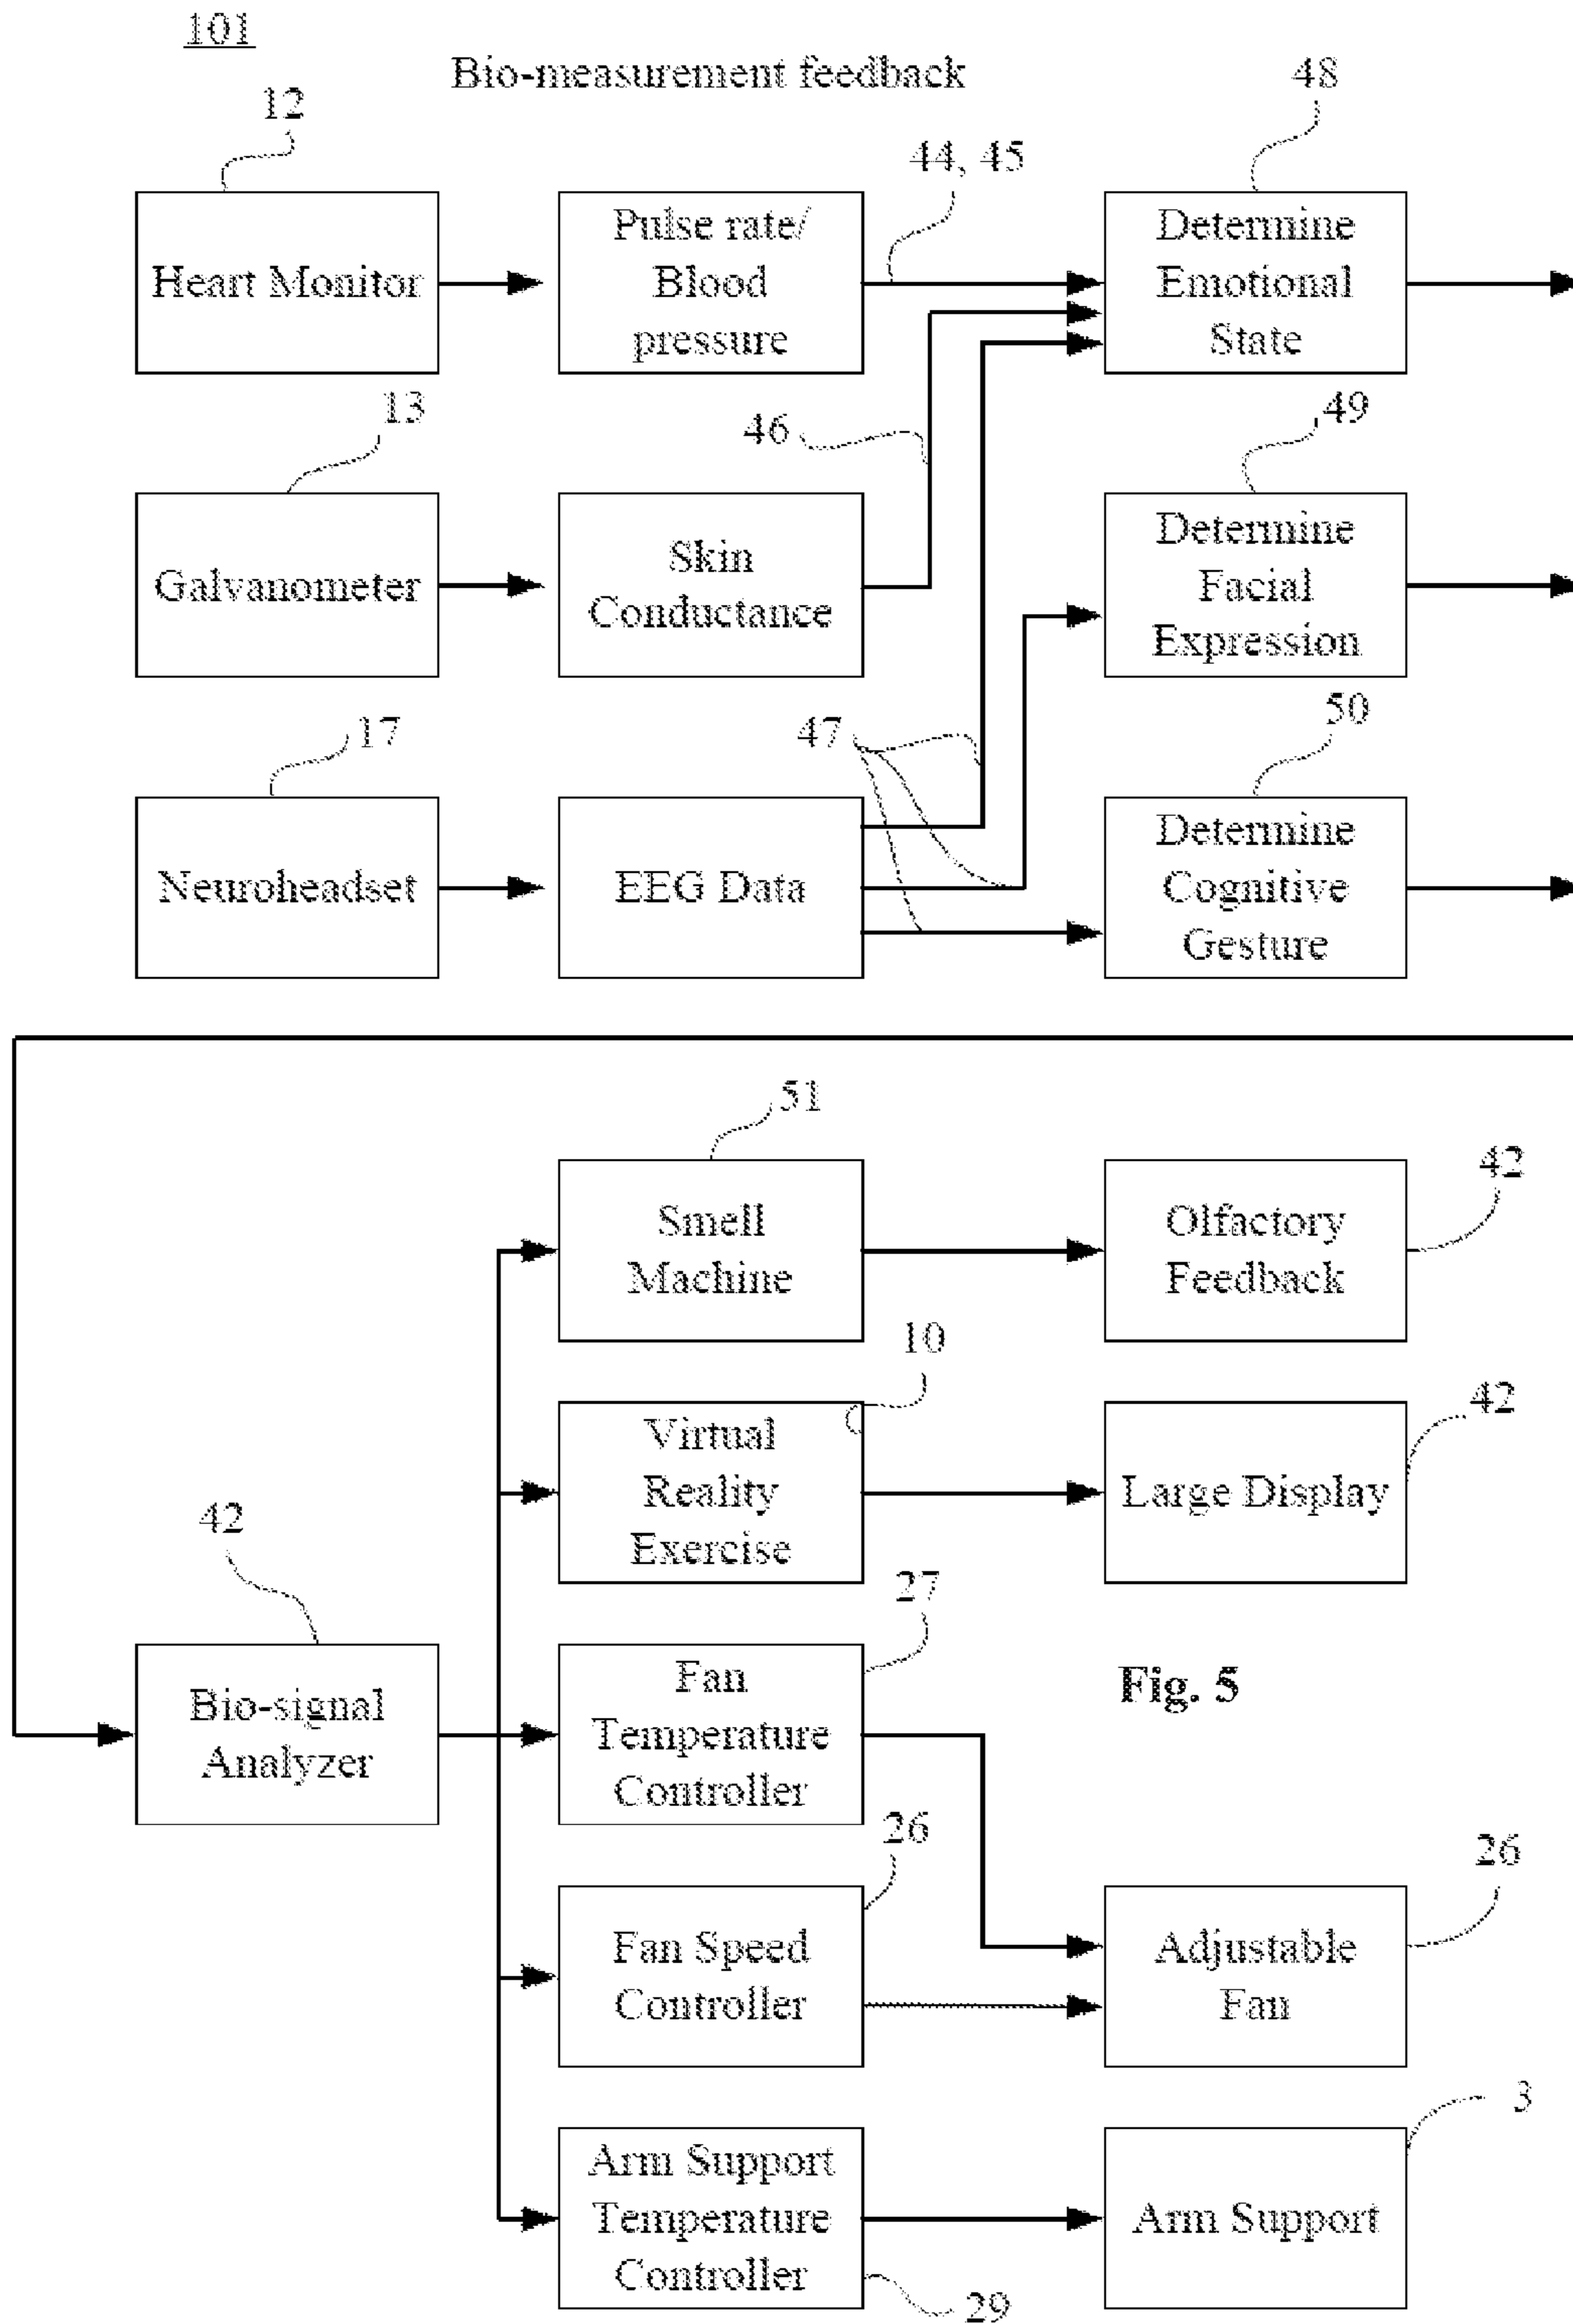 101
Bio-measurement feedback
12
44, 45
48
Heart Monitor
Pulse rate/
Blood
pressure
Determine
Emotional
State
13
46
49
Galvanometer
Skin
Conductance
Determine
Facial
Expression
17
47
50
Neuroheadset
EEG Data
Determine
Cognitive
Gesture
51
42
Smell
Machine
Olfactory
Feedback
10
42
Virtual
Reality
Exercise
Large Display
42
27
Bio-signal
Analyzer
Fan
Temperature
Controller
Fig. 5
26
26
Fan Speed
Controller
Adjustable
Fan
3
Arm Support
Temperature
Controller
Arm Support
29